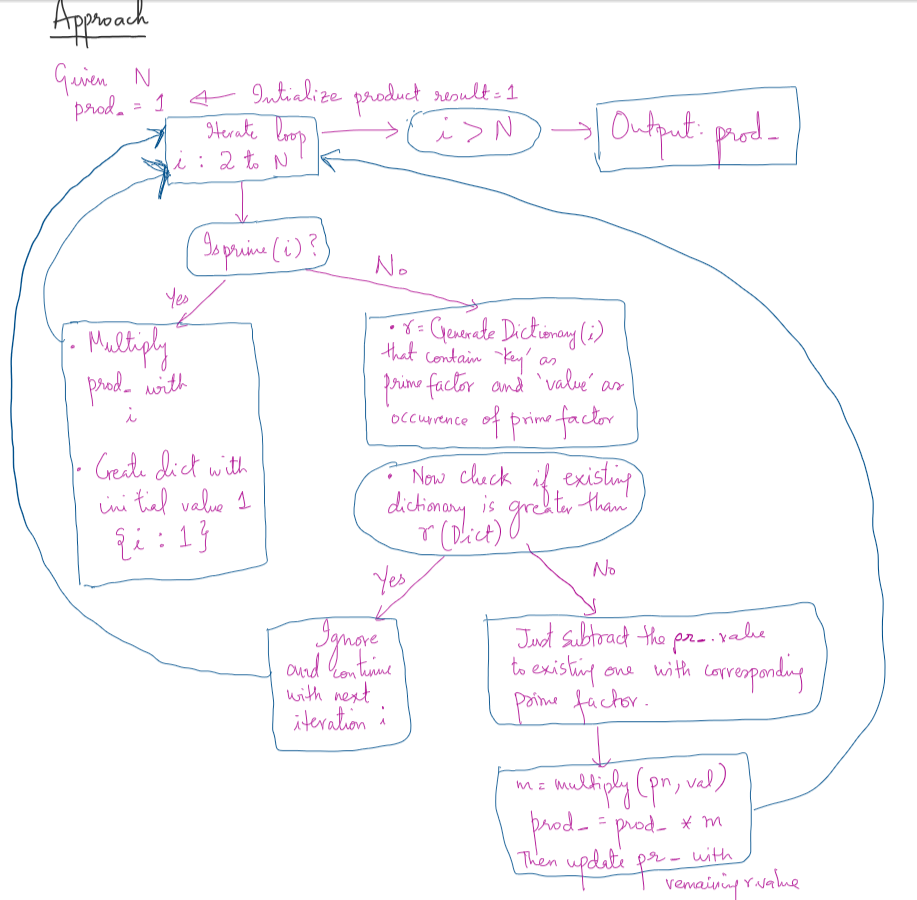 Approach
Given N
prod_ = 1 ← Intialize product result = 1
Iterate loop
i : 2 to N
i > N
Output: prod_
Isprime (i) ?
Yes
No
• Multiply
prod_ with
i
• Create dict with
initial value 1
{i : 1}
• r = Generate Dictionary (i)
that contain 'key' as
prime factor and 'value' as
occurrence of prime factor
• Now check if existing
dictionary is greater than
r (Dict)
Yes
No
Ignore
and continue
with next
iteration i
Just subtract the pr_. value
to existing one with corresponding
prime factor.
m = multiply (pn, val)
prod_ = prod_ * m
Then update pr_ with
remaining r value